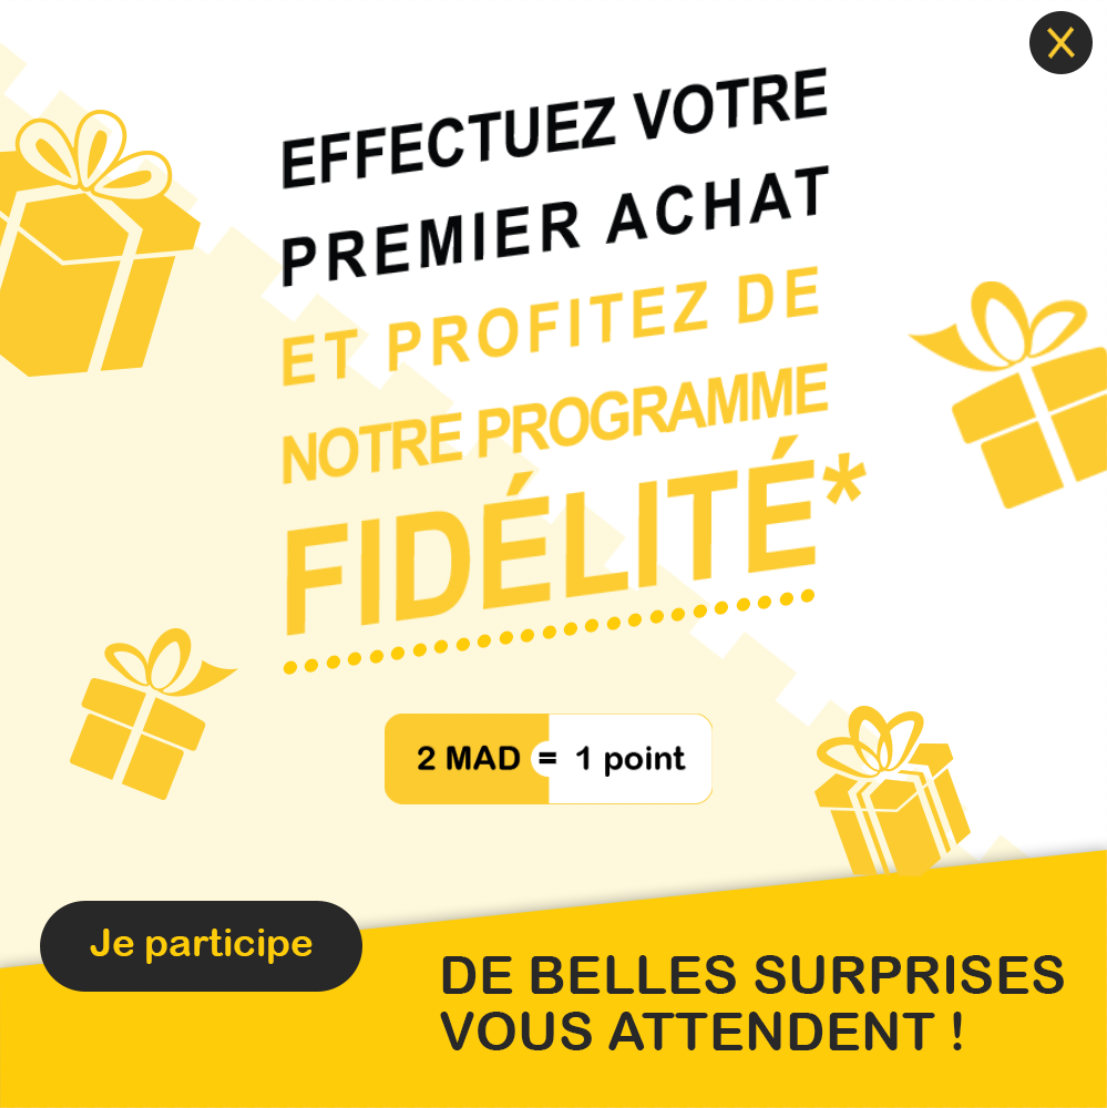 X
EFFECTUEZ VOTRE
PREMIER ACHAT
ET PROFITEZ DE
NOTRE PROGRAMME
FIDÉLITÉ*
2 MAD = 1 point
Je participe
DE BELLES SURPRISES
VOUS ATTENDENT !